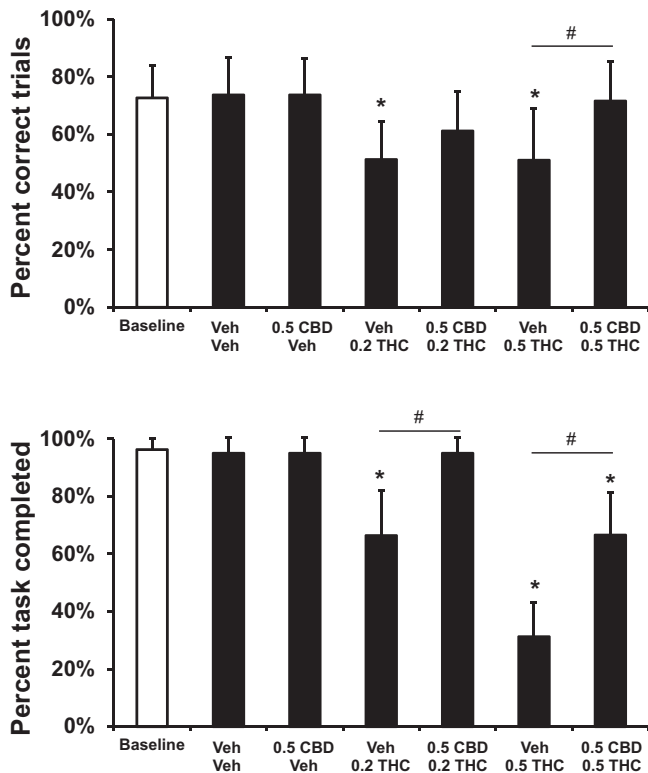 Percent correct trials
100%
80%
60%
40%
20%
0%
*
*
#
Baseline
Veh
Veh
0.5 CBD
Veh
Veh
0.2 THC
0.5 CBD
0.2 THC
Veh
0.5 THC
0.5 CBD
0.5 THC
Percent task completed
100%
80%
60%
40%
20%
0%
*
#
*
#
*
Baseline
Veh
Veh
0.5 CBD
Veh
Veh
0.2 THC
0.5 CBD
0.2 THC
Veh
0.5 THC
0.5 CBD
0.5 THC